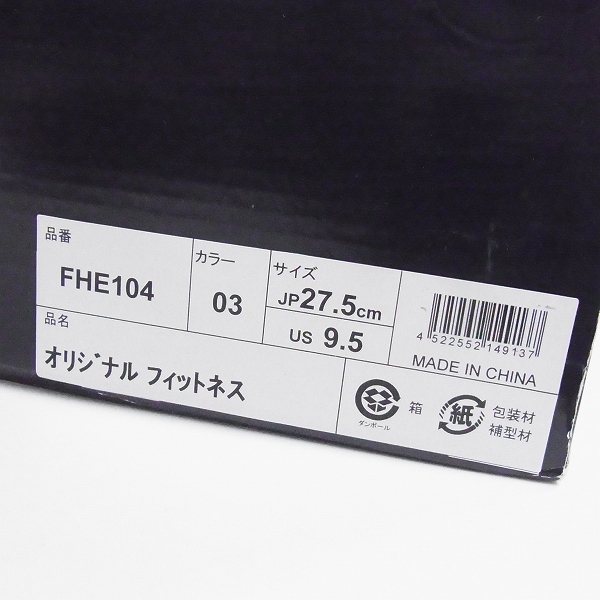 品番
FHE104
カラー
03
サイズ
JP27.5cm
US 9.5
4 522552 149137
MADE IN CHINA
品名
オリジナル フィットネス
ダンボール
箱
紙
包装材
補型材